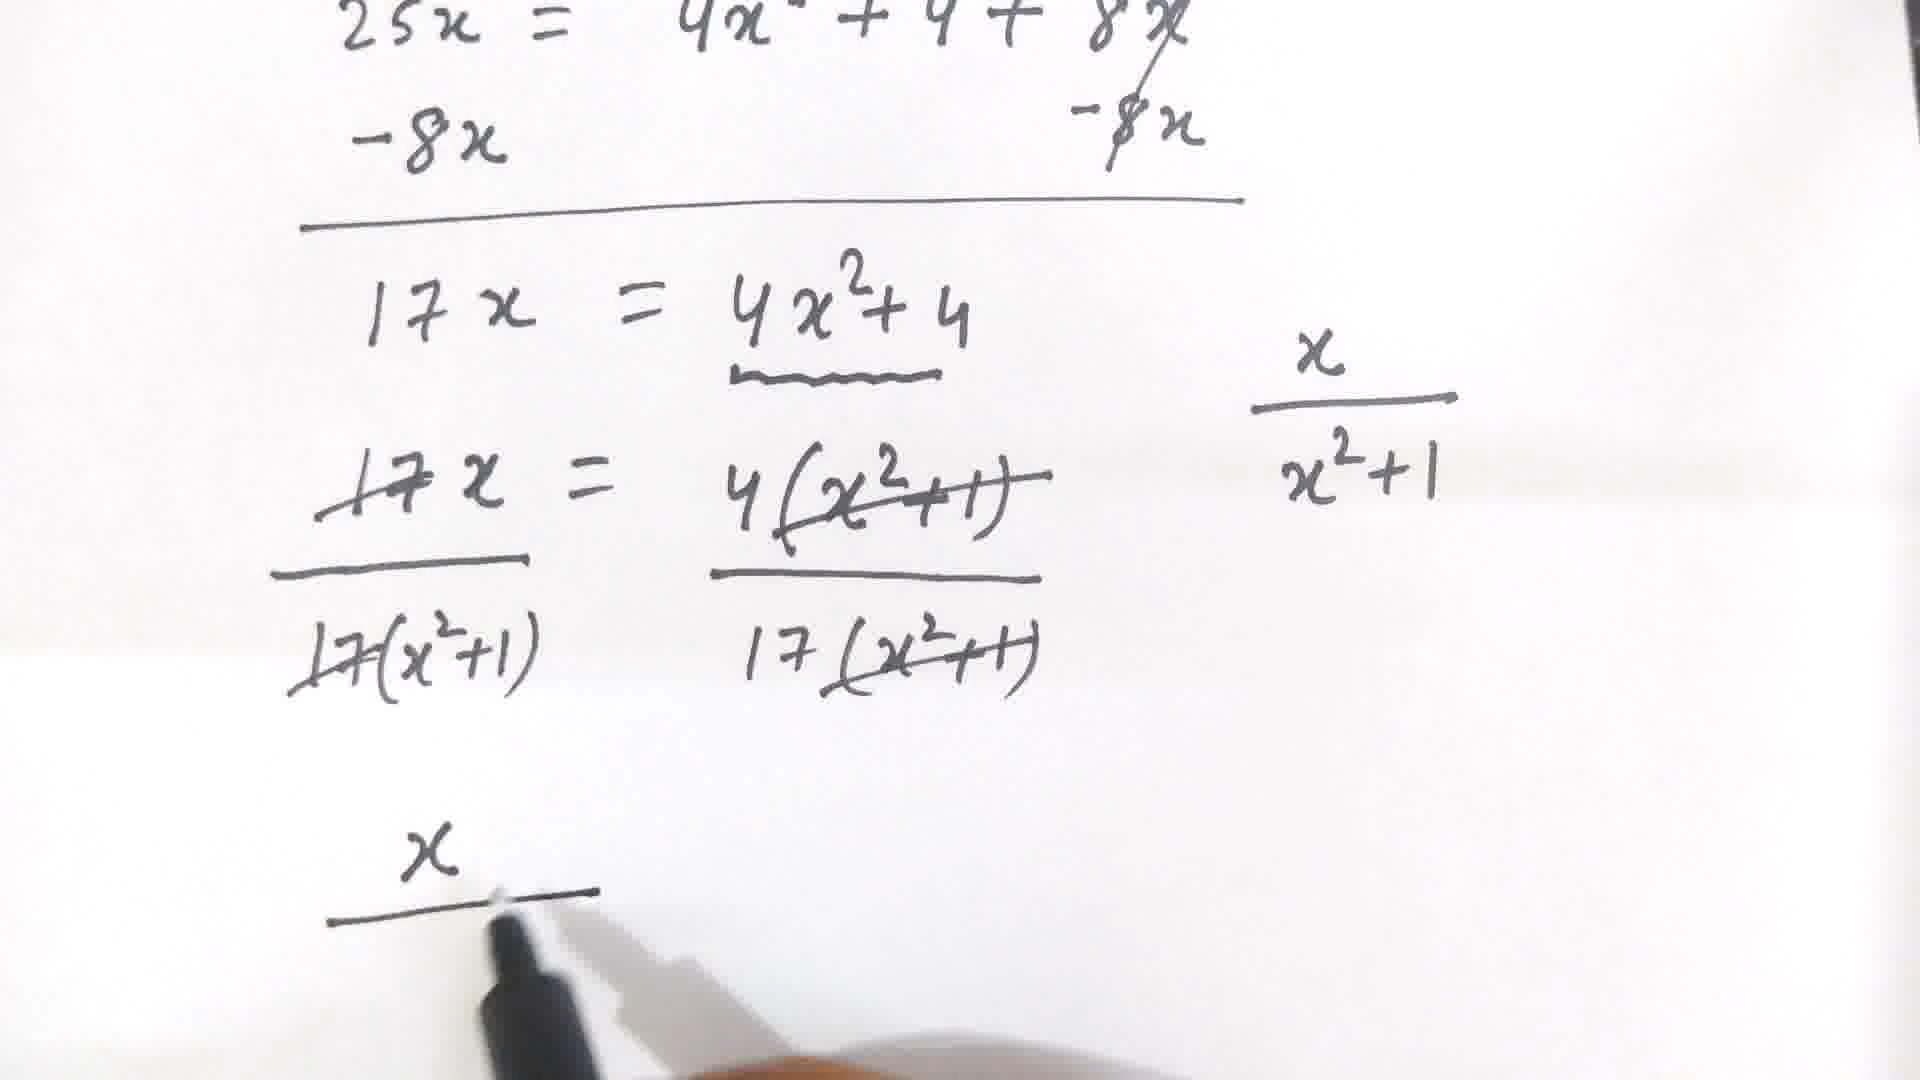 25x = 4x² + 4 + 8x
-8x -8x
17x = 4x² + 4
x
x² + 1
17x = 4(x² + 1)
17(x² + 1) 17(x² + 1)
x